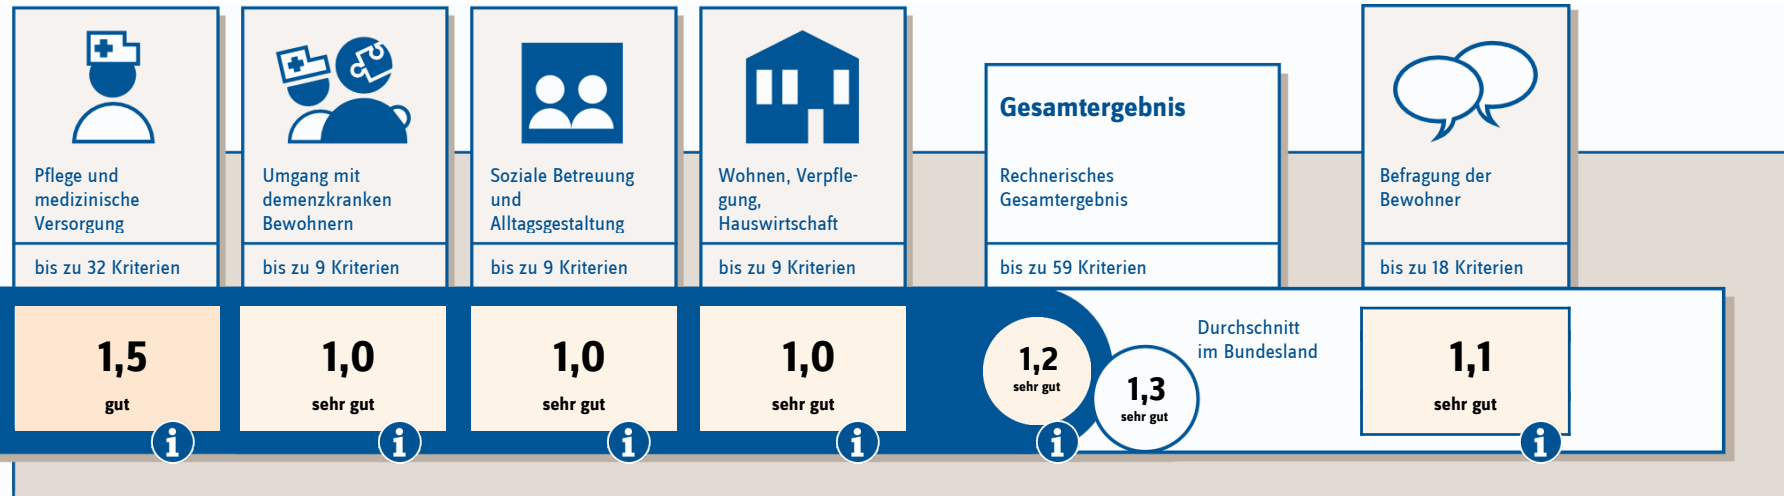 Pflege und
medizinische
Versorgung
bis zu 32 Kriterien
1,5
gut
Umgang mit
demenzkranken
Bewohnern
bis zu 9 Kriterien
1,0
sehr gut
Soziale Betreuung
und
Alltagsgestaltung
bis zu 9 Kriterien
1,0
sehr gut
Wohnen, Verpfle-
gung,
Hauswirtschaft
bis zu 9 Kriterien
1,0
sehr gut
Gesamtergebnis
Rechnerisches
Gesamtergebnis
bis zu 59 Kriterien
1,2
sehr gut
1,3
sehr gut
Durchschnitt
im Bundesland
Befragung der
Bewohner
bis zu 18 Kriterien
1,1
sehr gut